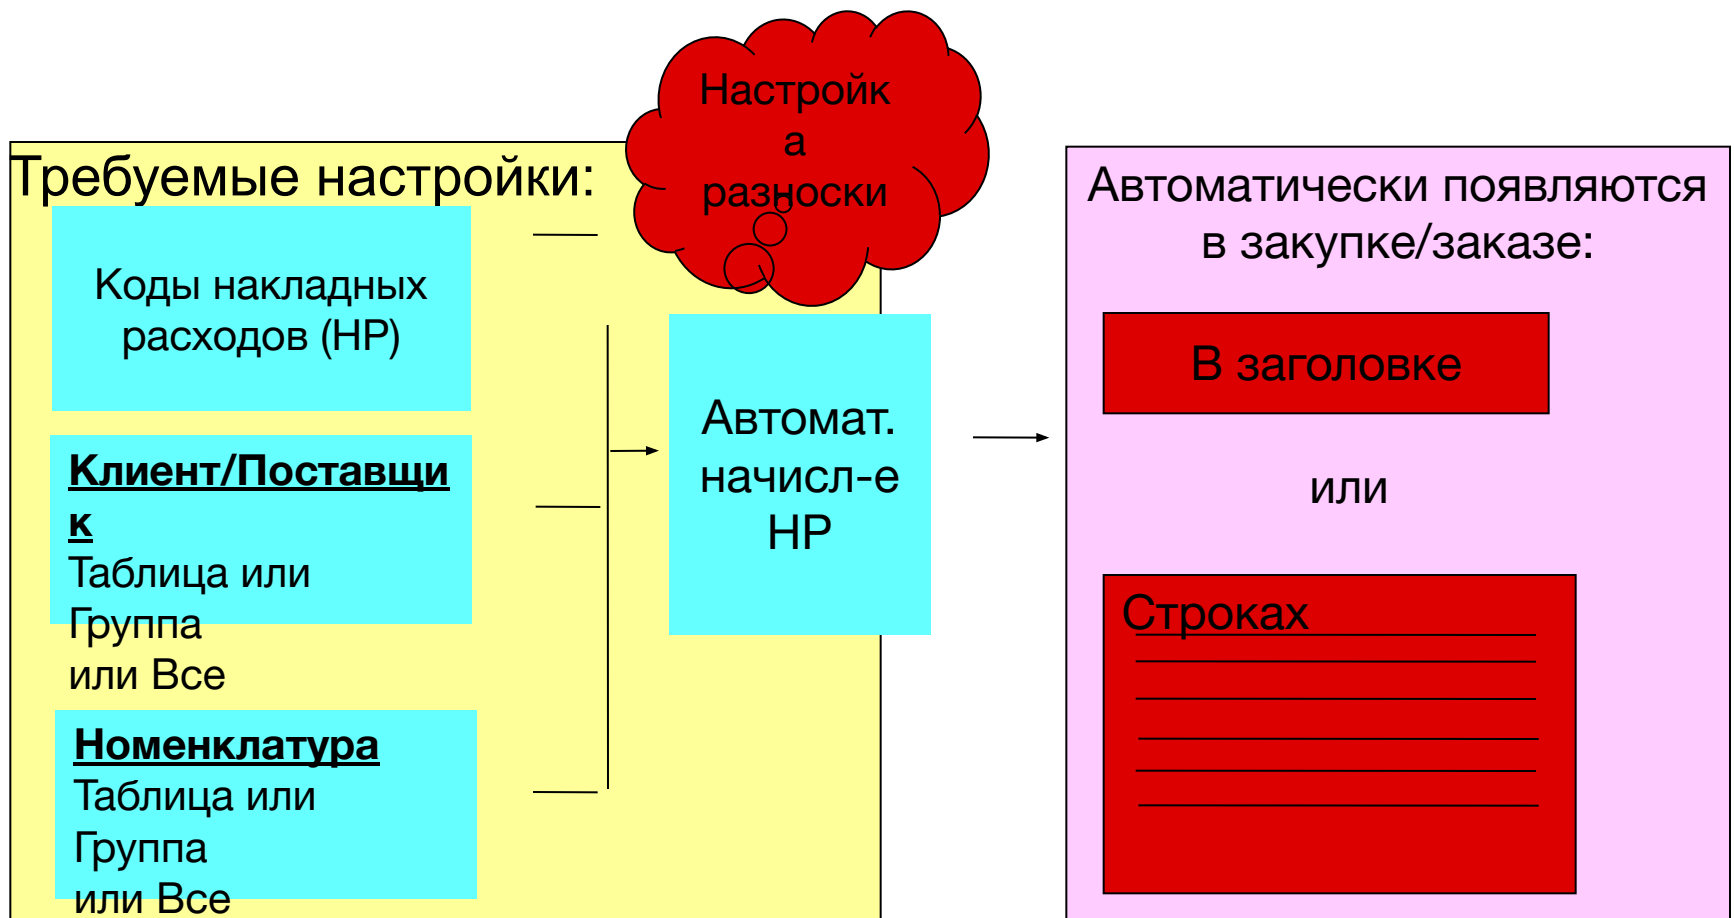 Настройк
а
разноски
Требуемые настройки:
Коды накладных
расходов (НР)
Клиент/Поставщи
к
Таблица или
Группа
или Все
Номенклатура
Таблица или
Группа
или Все
Автомат.
начисл-е
НР
Автоматически появляются
в закупке/заказе:
В заголовке
или
Строках